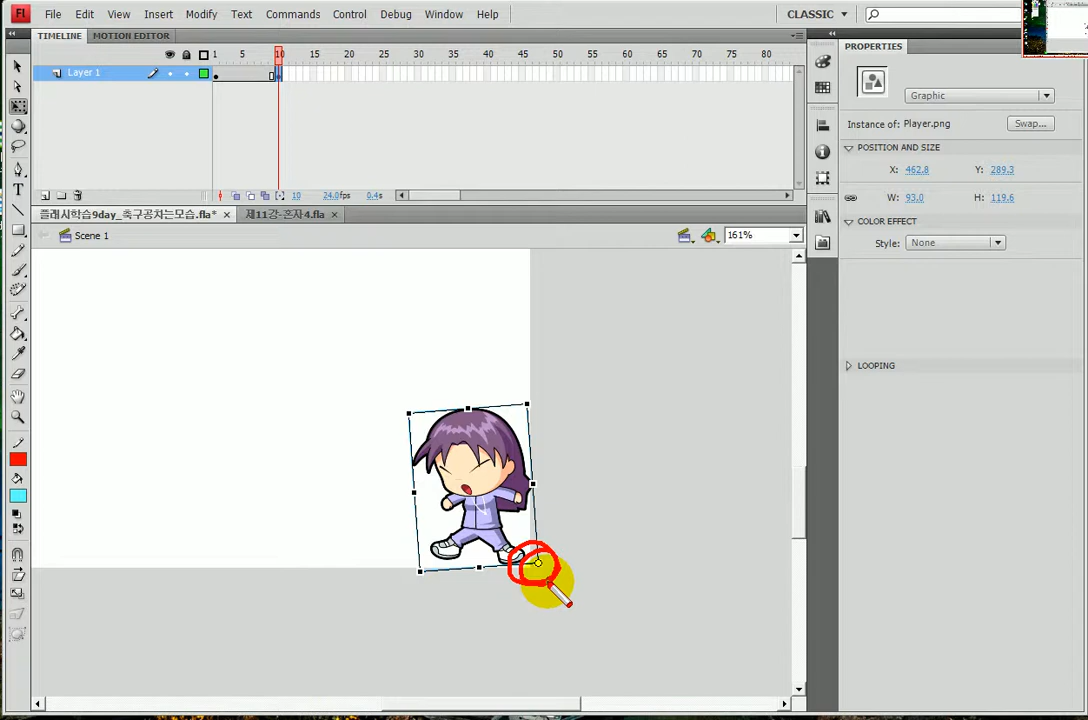 Fl File Edit View Insert Modify Text Commands Control Debug Window Help CLASSIC
TIMELINE MOTION EDITOR
PROPERTIES
1 5 10 15 20 25 30 35 40 45 50 55 60 65 70 75 80
Layer 1
Graphic
Instance of: Player.png Swap...
POSITION AND SIZE
X: 462.8 Y: 289.3
W: 93.0 H: 119.6
10 24.0fps 0.4s
플래시학습9day_축구공차는모습.fla* 제11강-혼자4.fla
COLOR EFFECT
Scene 1 161%
Style: None
LOOPING